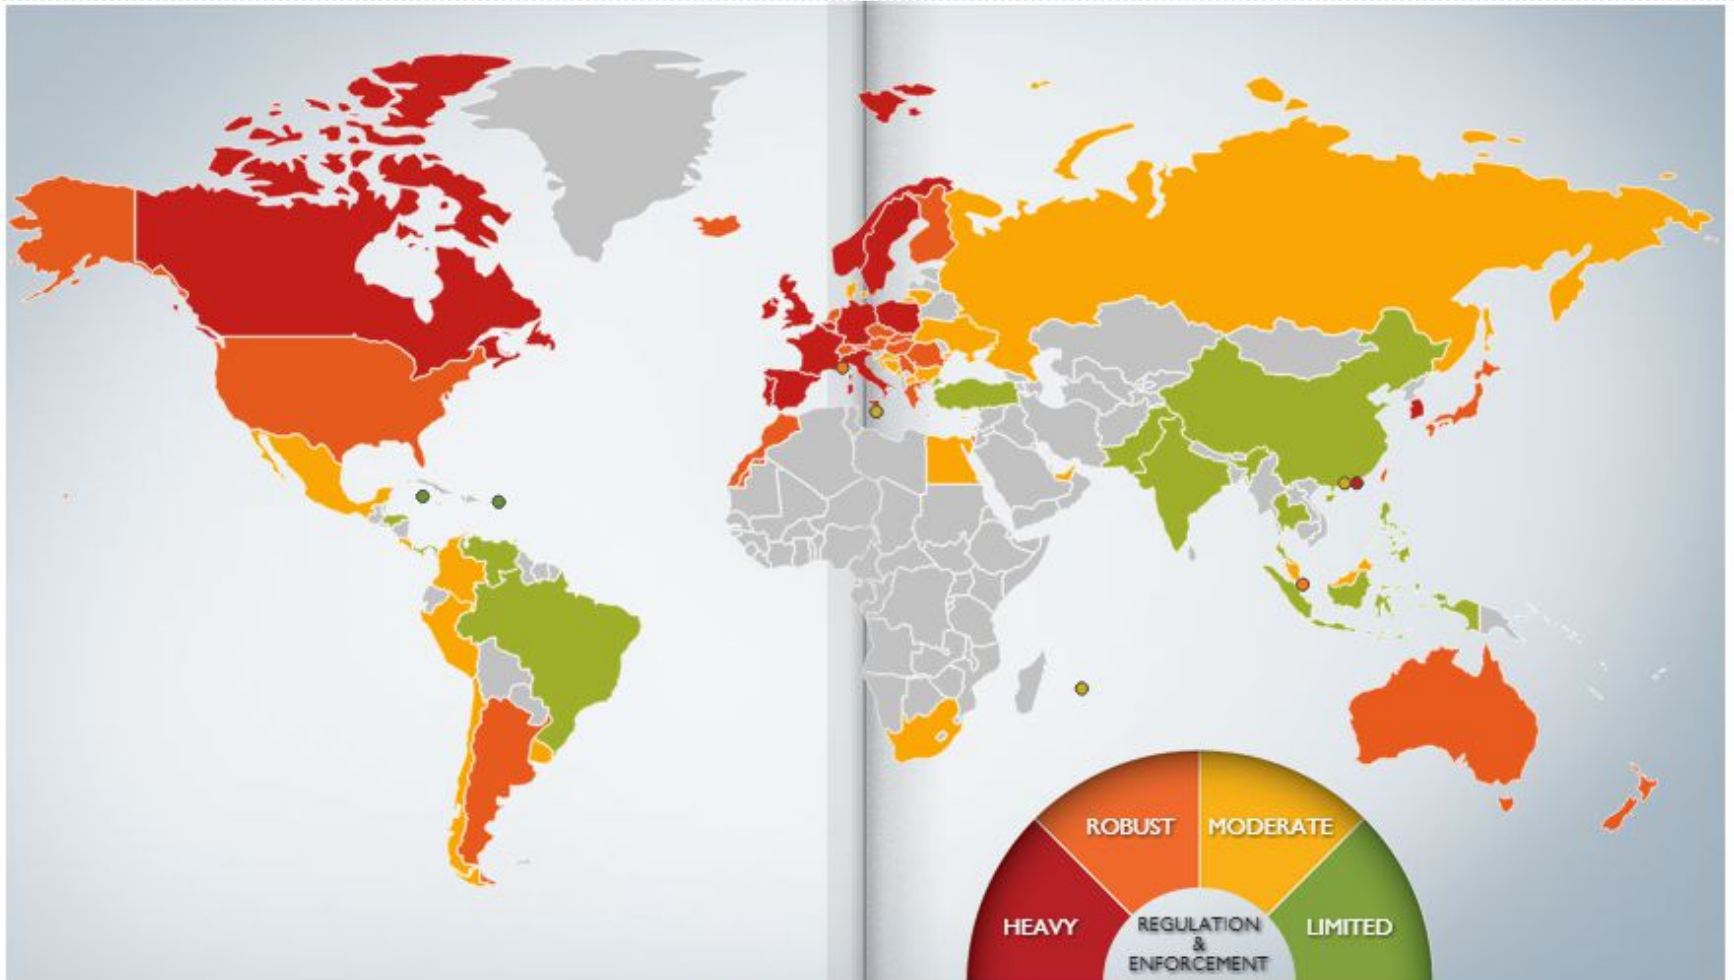 ROBUST
MODERATE
HEAVY
REGULATION
&
ENFORCEMENT
LIMITED